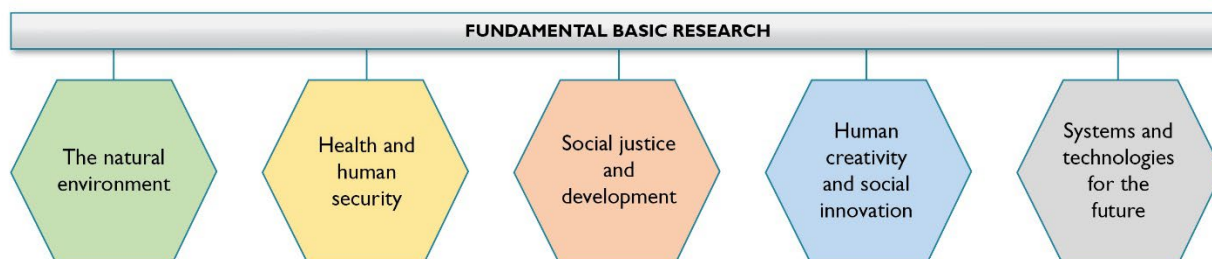 FUNDAMENTAL BASIC RESEARCH
The natural
environment
Health and
human
security
Social justice
and
development
Human
creativity
and social
innovation
Systems and
technologies
for the
future